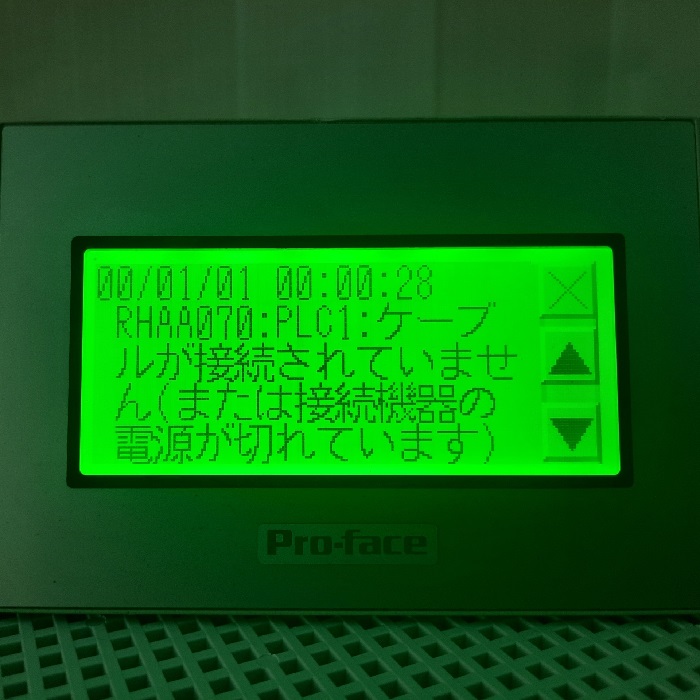 00/01/01 00:00:28
RHAA070:PLC1:ケーブ
ルが接続されていませ
ん(または接続機器の
電源が切れています)
Pro-face